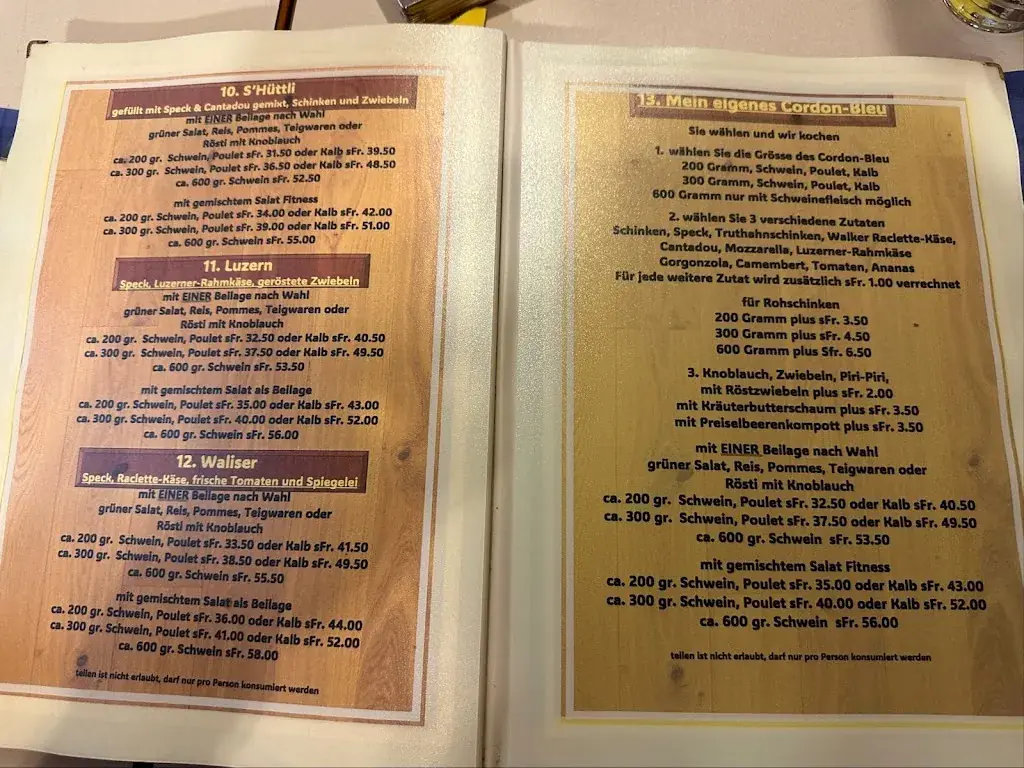 10. S'Hüttli
gefüllt mit Speck & Cantadou gemixt, Schinken und Zwiebeln
mit EINER Beilage nach Wahl
grüner Salat, Reis, Pommes, Teigwaren oder
Rösti mit Knoblauch
ca. 200 gr. Schwein, Poulet sFr. 31.50 oder Kalb sFr. 39.50
ca. 300 gr. Schwein, Poulet sFr. 36.50 oder Kalb sFr. 48.50
ca. 600 gr. Schwein sFr. 52.50
mit gemischtem Salat Fitness
ca. 200 gr. Schwein, Poulet sFr. 34.00 oder Kalb sFr. 42.00
ca. 300 gr. Schwein, Poulet sFr. 39.00 oder Kalb sFr. 51.00
ca. 600 gr. Schwein sFr. 55.00
11. Luzern
Speck, Luzerner-Rahmkäse, geröstete Zwiebeln
mit EINER Beilage nach Wahl
grüner Salat, Reis, Pommes, Teigwaren oder
Rösti mit Knoblauch
ca. 200 gr. Schwein, Poulet sFr. 32.50 oder Kalb sFr. 40.50
ca. 300 gr. Schwein, Poulet sFr. 37.50 oder Kalb sFr. 49.50
ca. 600 gr. Schwein sFr. 53.50
mit gemischtem Salat als Beilage
ca. 200 gr. Schwein, Poulet sFr. 35.00 oder Kalb sFr. 43.00
ca. 300 gr. Schwein, Poulet sFr. 40.00 oder Kalb sFr. 52.00
ca. 600 gr. Schwein sFr. 56.00
12. Waliser
Speck, Raclette-Käse, frische Tomaten und Spiegelei
mit EINER Beilage nach Wahl
grüner Salat, Reis, Pommes, Teigwaren oder
Rösti mit Knoblauch
ca. 200 gr. Schwein, Poulet sFr. 33.50 oder Kalb sFr. 41.50
ca. 300 gr. Schwein, Poulet sFr. 38.50 oder Kalb sFr. 49.50
ca. 600 gr. Schwein sFr. 55.50
mit gemischtem Salat als Beilage
ca. 200 gr. Schwein, Poulet sFr. 36.00 oder Kalb sFr. 44.00
ca. 300 gr. Schwein, Poulet sFr. 41.00 oder Kalb sFr. 52.00
ca. 600 gr. Schwein sFr. 58.00
teilen ist nicht erlaubt, darf nur pro Person konsumiert werden
13. Mein eigenes Cordon-Bleu
Sie wählen und wir kochen
1. wählen Sie die Grösse des Cordon-Bleu
200 Gramm, Schwein, Poulet, Kalb
300 Gramm, Schwein, Poulet, Kalb
600 Gramm nur mit Schweinefleisch möglich
2. wählen Sie 3 verschiedene Zutaten
Schinken, Speck, Truthahnschinken, Walker Raclette-Käse,
Cantadou, Mozzarella, Luzerner-Rahmkäse
Gorgonzola, Camembert, Tomaten, Ananas
Für jede weitere Zutat wird zusätzlich sFr. 1.00 verrechnet
für Rohschinken
200 Gramm plus sFr. 3.50
300 Gramm plus sFr. 4.50
600 Gramm plus Sfr. 6.50
3. Knoblauch, Zwiebeln, Piri-Piri,
mit Röstzwiebeln plus sFr. 2.00
mit Kräuterbutterschaum plus sFr. 3.50
mit Preiselbeerenkompott plus sFr. 3.50
mit EINER Beilage nach Wahl
grüner Salat, Reis, Pommes, Teigwaren oder
Rösti mit Knoblauch
ca. 200 gr. Schwein, Poulet sFr. 32.50 oder Kalb sFr. 40.50
ca. 300 gr. Schwein, Poulet sFr. 37.50 oder Kalb sFr. 49.50
ca. 600 gr. Schwein sFr. 53.50
mit gemischtem Salat Fitness
ca. 200 gr. Schwein, Poulet sFr. 35.00 oder Kalb sFr. 43.00
ca. 300 gr. Schwein, Poulet sFr. 40.00 oder Kalb sFr. 52.00
ca. 600 gr. Schwein sFr. 56.00
teilen ist nicht erlaubt, darf nur pro Person konsumiert werden